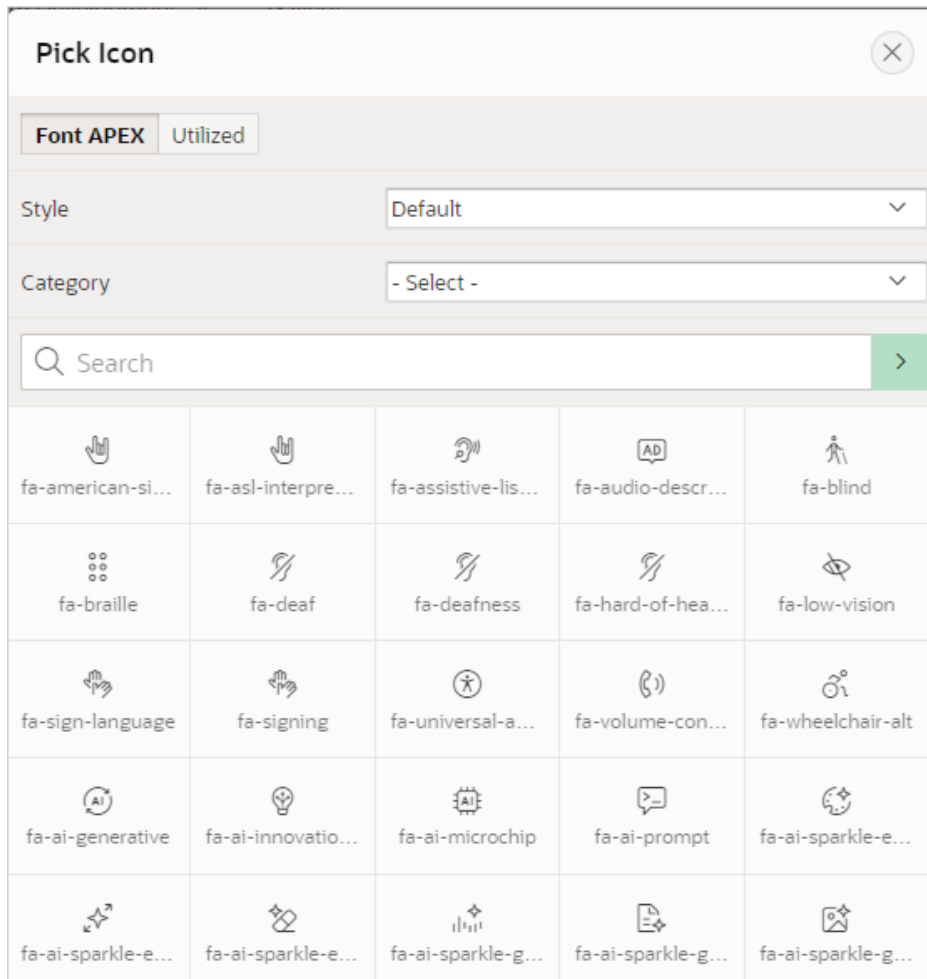 Pick Icon
Font APEX Utilized
Style Default
Category - Select -
Search
AD
fa-american-si... fa-asl-interpre... fa-assistive-lis... fa-audio-descr... fa-blind
fa-braille fa-deaf fa-deafness fa-hard-of-hea... fa-low-vision
fa-sign-language fa-signing fa-universal-a... fa-volume-con... fa-wheelchair-alt
AI AI
fa-ai-generative fa-ai-innovatio... fa-ai-microchip fa-ai-prompt fa-ai-sparkle-e...
fa-ai-sparkle-e... fa-ai-sparkle-e... fa-ai-sparkle-g... fa-ai-sparkle-g... fa-ai-sparkle-g...